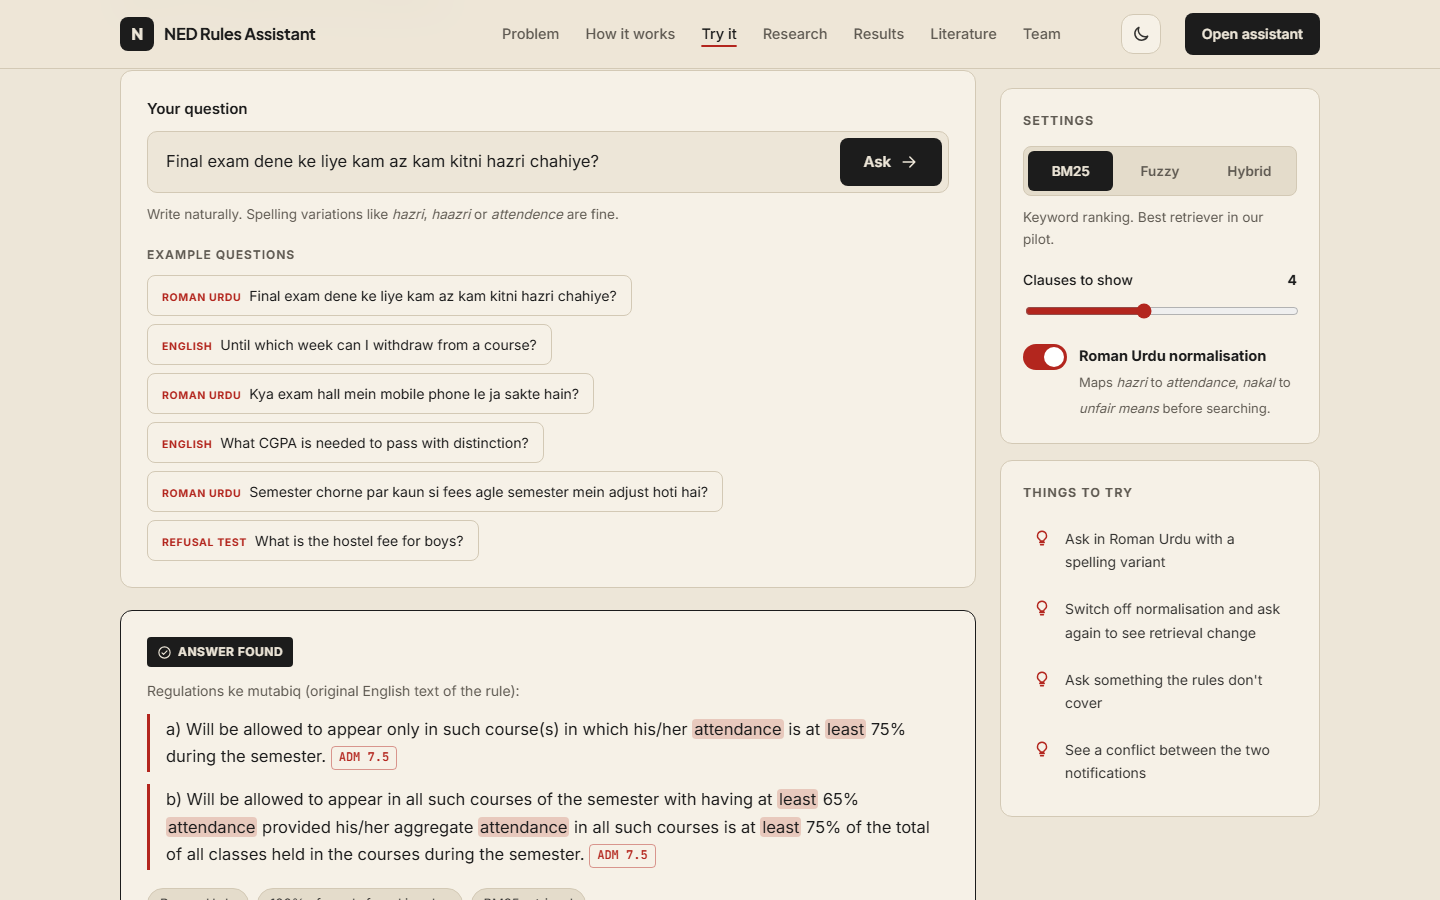 N NED Rules Assistant Problem How it works Try it Research Results Literature Team Open assistant
Your question
Final exam dene ke liye kam az kam kitni hazri chahiye? Ask →
Write naturally. Spelling variations like hazri, haazri or attendence are fine.
EXAMPLE QUESTIONS
ROMAN URDU Final exam dene ke liye kam az kam kitni hazri chahiye?
ENGLISH Until which week can I withdraw from a course?
ROMAN URDU Kya exam hall mein mobile phone le ja sakte hain?
ENGLISH What CGPA is needed to pass with distinction?
ROMAN URDU Semester chorne par kaun si fees agle semester mein adjust hoti hai?
REFUSAL TEST What is the hostel fee for boys?
ANSWER FOUND
Regulations ke mutabiq (original English text of the rule):
a) Will be allowed to appear only in such course(s) in which his/her attendance is at least 75%
during the semester. ADM 7.5
b) Will be allowed to appear in all such courses of the semester with having at least 65%
attendance provided his/her aggregate attendance in all such courses is at least 75% of the total
of all classes held in the courses during the semester. ADM 7.5
SETTINGS
BM25 Fuzzy Hybrid
Keyword ranking. Best retriever in our
pilot.
Clauses to show 4
Roman Urdu normalisation
Maps hazri to attendance, nakal to
unfair means before searching.
THINGS TO TRY
Ask in Roman Urdu with a
spelling variant
Switch off normalisation and ask
again to see retrieval change
Ask something the rules don't
cover
See a conflict between the two
notifications